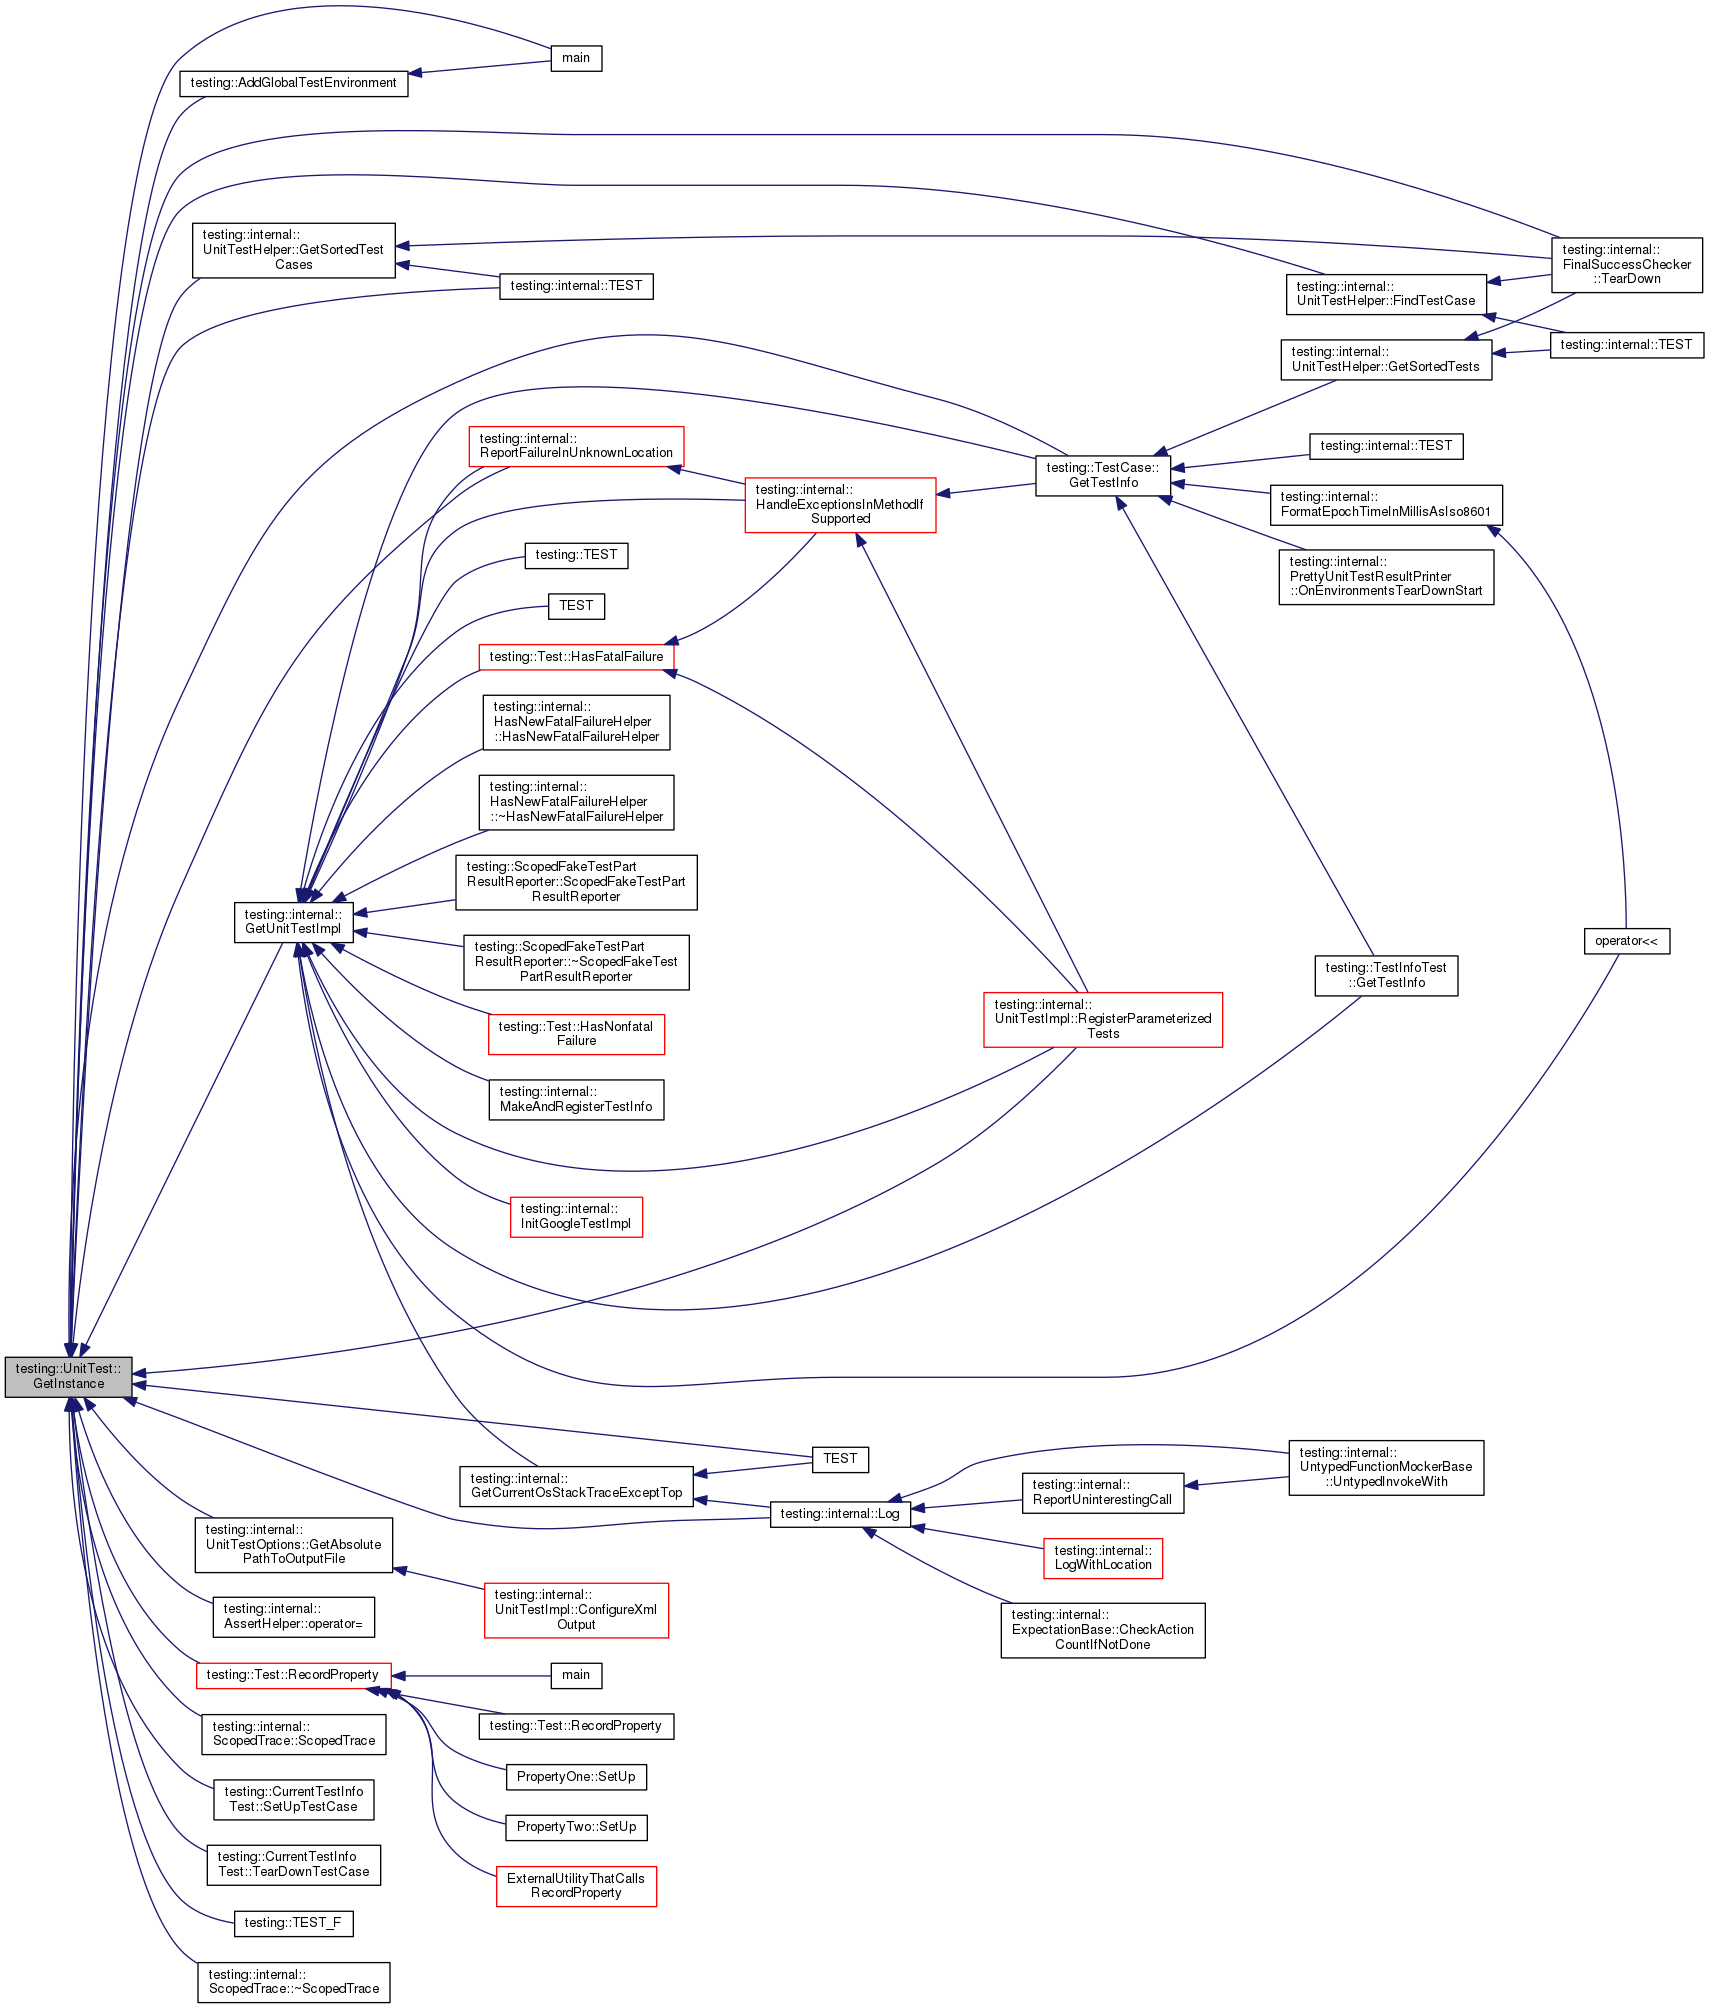 main
testing::AddGlobalTestEnvironment
testing::internal::
UnitTestHelper::GetSortedTest
Cases
testing::internal::TEST
testing::internal::
FinalSuccessChecker
::TearDown
testing::internal::
UnitTestHelper::FindTestCase
testing::internal::TEST
testing::internal::
UnitTestHelper::GetSortedTests
testing::internal::
ReportFailureInUnknownLocation
testing::internal::TEST
testing::TestCase::
GetTestInfo
testing::internal::
HandleExceptionsInMethodIf
Supported
testing::internal::
FormatEpochTimeInMillisAsIso8601
testing::TEST
testing::internal::
PrettyUnitTestResultPrinter
::OnEnvironmentsTearDownStart
TEST
testing::Test::HasFatalFailure
testing::internal::
HasNewFatalFailureHelper
::HasNewFatalFailureHelper
testing::internal::
HasNewFatalFailureHelper
::~HasNewFatalFailureHelper
testing::ScopedFakeTestPart
ResultReporter::ScopedFakeTestPart
ResultReporter
testing::internal::
GetUnitTestImpl
testing::ScopedFakeTestPart
ResultReporter::~ScopedFakeTest
PartResultReporter
operator<<
testing::TestInfoTest
::GetTestInfo
testing::internal::
UnitTestImpl::RegisterParameterized
Tests
testing::Test::HasNonfatal
Failure
testing::internal::
MakeAndRegisterTestInfo
testing::internal::
InitGoogleTestImpl
testing::UnitTest::
GetInstance
TEST
testing::internal::
UntypedFunctionMockerBase
::UntypedInvokeWith
testing::internal::
GetCurrentOsStackTraceExceptTop
testing::internal::
ReportUninterestingCall
testing::internal::Log
testing::internal::
UnitTestOptions::GetAbsolute
PathToOutputFile
testing::internal::
LogWithLocation
testing::internal::
UnitTestImpl::ConfigureXml
Output
testing::internal::
AssertHelper::operator=
testing::internal::
ExpectationBase::CheckAction
CountIfNotDone
testing::Test::RecordProperty
main
testing::Test::RecordProperty
testing::internal::
ScopedTrace::ScopedTrace
PropertyOne::SetUp
testing::CurrentTestInfo
Test::SetUpTestCase
PropertyTwo::SetUp
testing::CurrentTestInfo
Test::TearDownTestCase
ExternalUtilityThatCalls
RecordProperty
testing::TEST_F
testing::internal::
ScopedTrace::~ScopedTrace